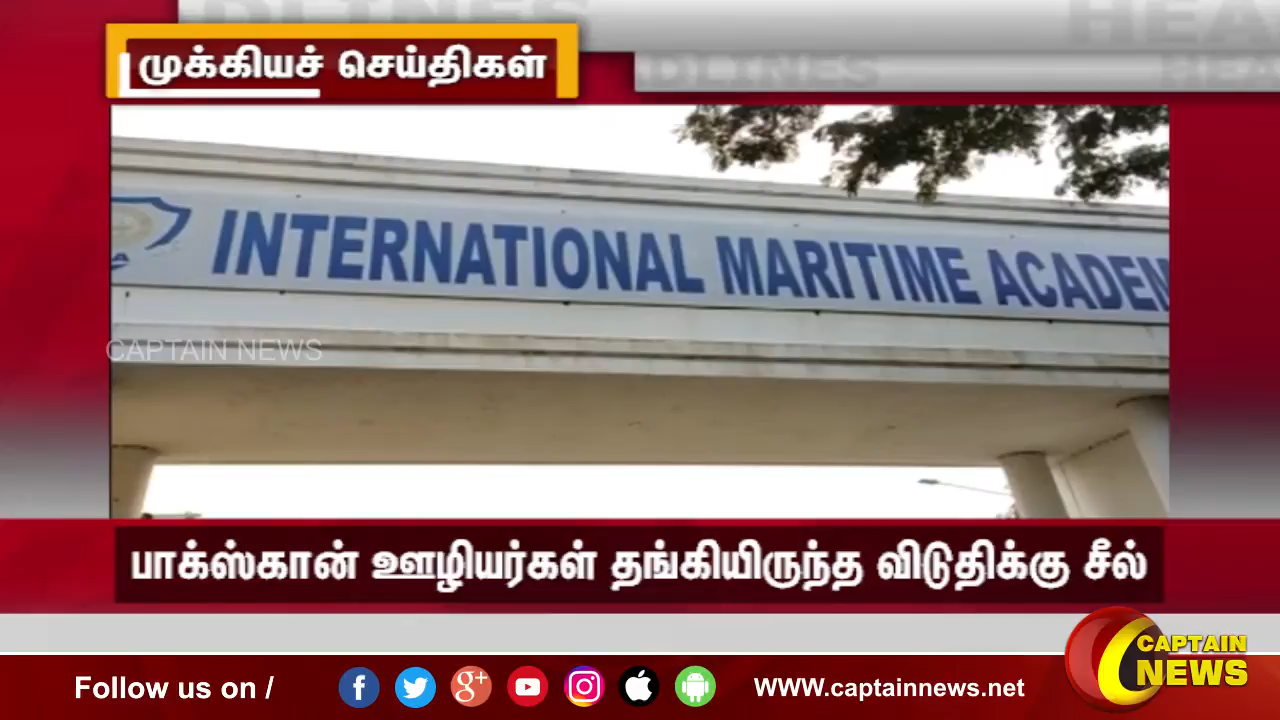 HEADLINES
முக்கியச் செய்திகள்
INTERNATIONAL MARITIME ACADEM
CAPTAIN NEWS
பாக்ஸ்கான் ஊழியர்கள் தங்கியிருந்த விடுதிக்கு சீல்
CAPTAIN
NEWS
Follow us on / WWW.captainnews.net